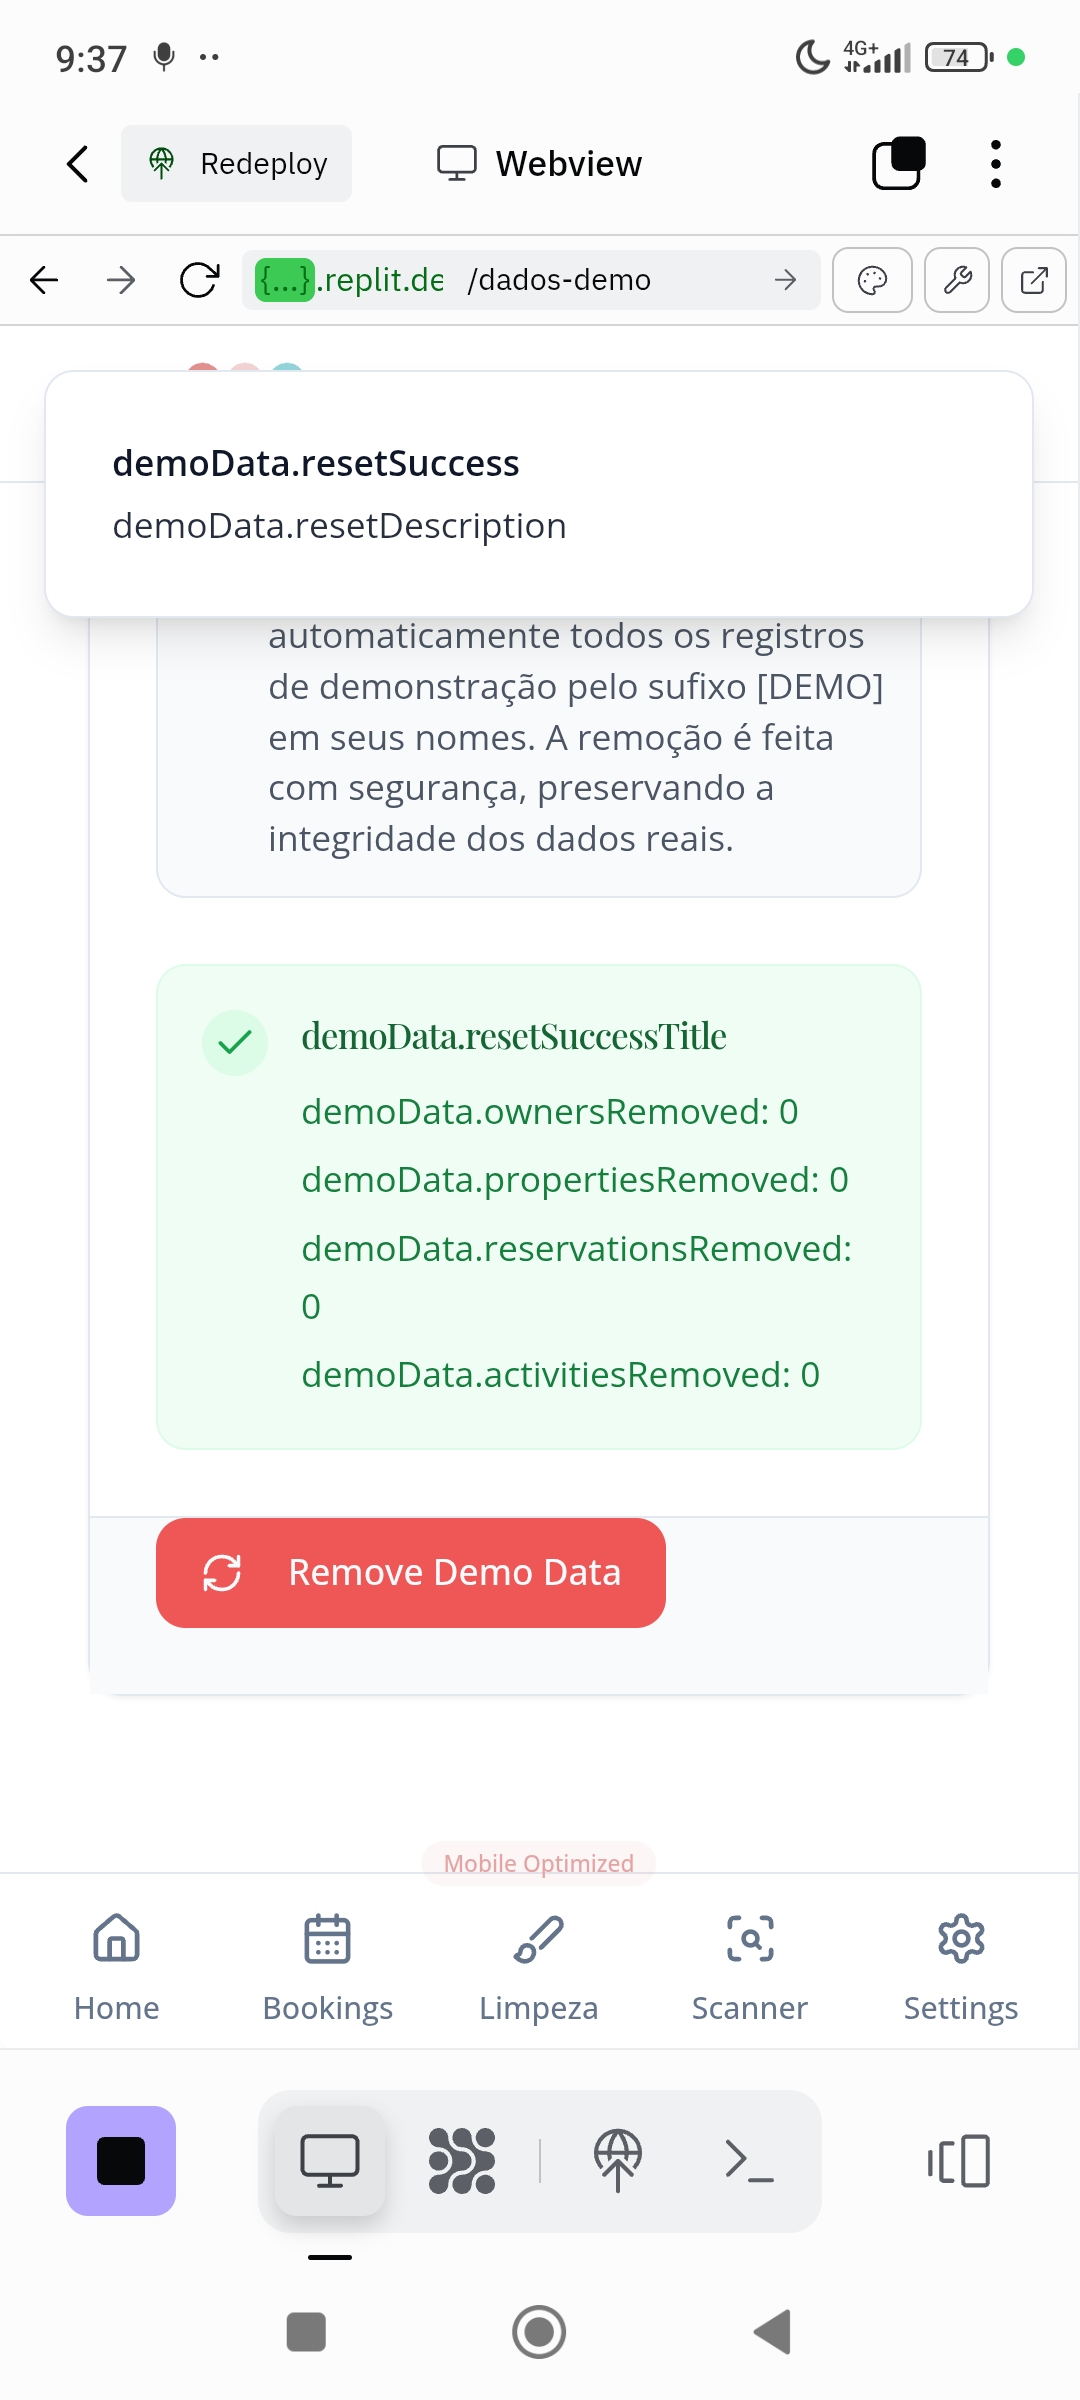 9:37
4G+
74
Redeploy
Webview
{...}.replit.de /dados-demo
demoData.resetSuccess
demoData.resetDescription
automaticamente todos os registros
de demonstração pelo sufixo [DEMO]
em seus nomes. A remoção é feita
com segurança, preservando a
integridade dos dados reais.
demoData.resetSuccessTitle
demoData.ownersRemoved: 0
demoData.propertiesRemoved: 0
demoData.reservationsRemoved:
0
demoData.activitiesRemoved: 0
Remove Demo Data
Mobile Optimized
Home
Bookings
Limpeza
Scanner
Settings